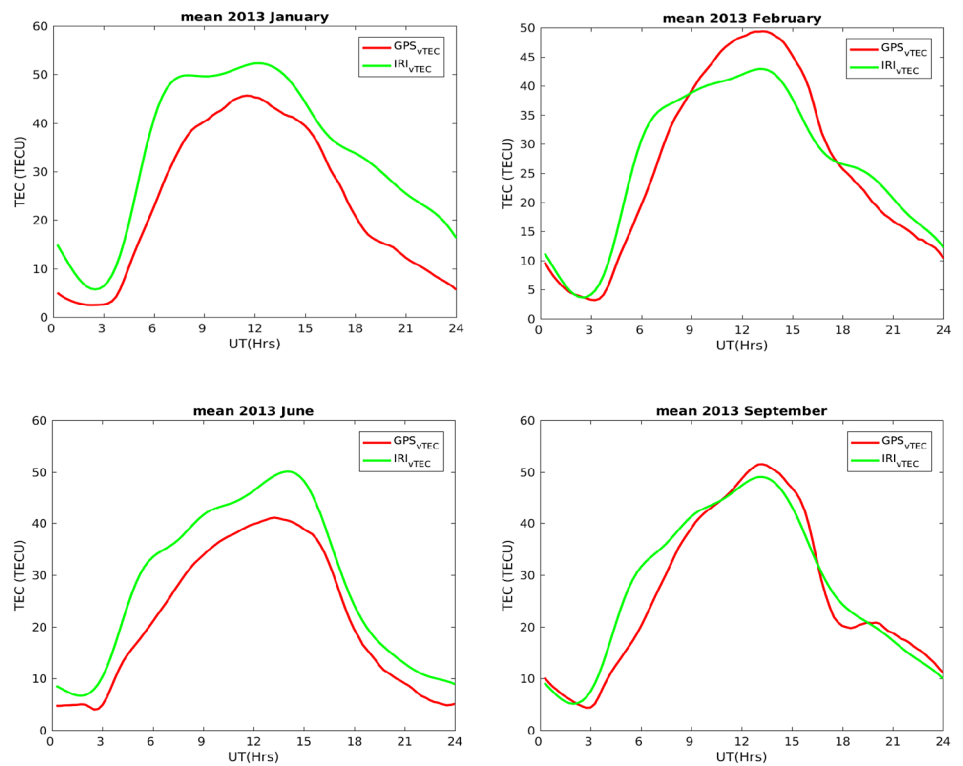 mean 2013 January
60
50
40
30
20
10
0
TEC (TECU)
GPSvTEC
IRIvTEC
0 3 6 9 12 15 18 21 24
UT(Hrs)
mean 2013 February
50
45
40
35
30
25
20
15
10
5
0
TEC (TECU)
GPSvTEC
IRIvTEC
0 3 6 9 12 15 18 21 24
UT(Hrs)
mean 2013 June
60
50
40
30
20
10
0
TEC (TECU)
GPSvTEC
IRIvTEC
0 3 6 9 12 15 18 21 24
UT(Hrs)
mean 2013 September
60
50
40
30
20
10
0
TEC (TECU)
GPSvTEC
IRIvTEC
0 3 6 9 12 15 18 21 24
UT(Hrs)